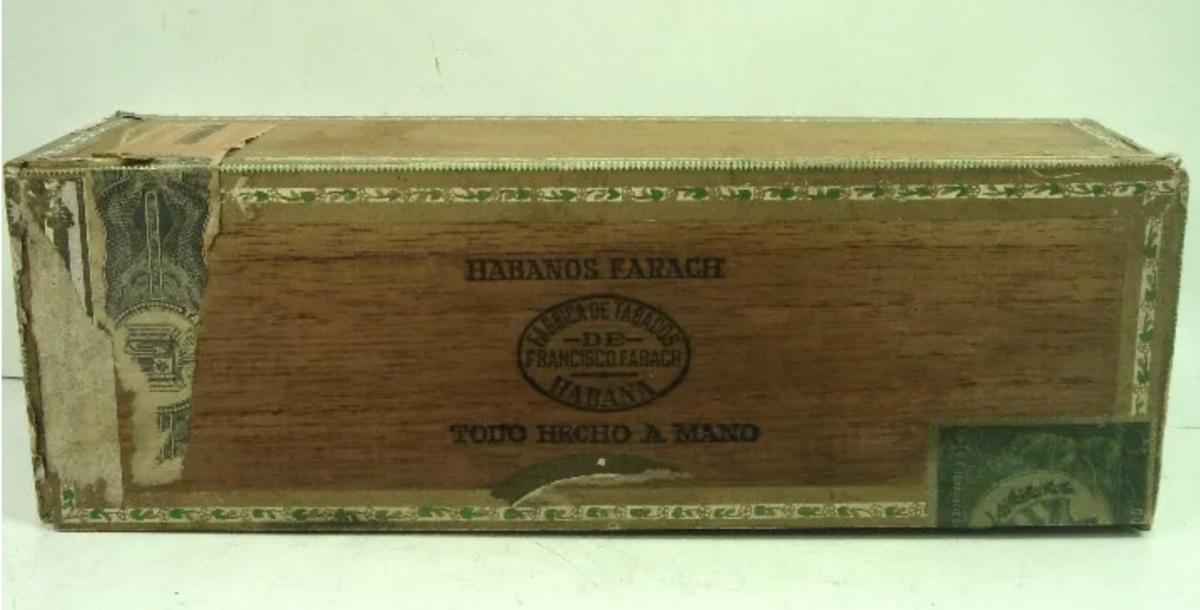 HABANOS FARACH
FABRICA DE TABACOS
DE
FRANCISCO FARACH
HABANA
TODO HECHO A MANO